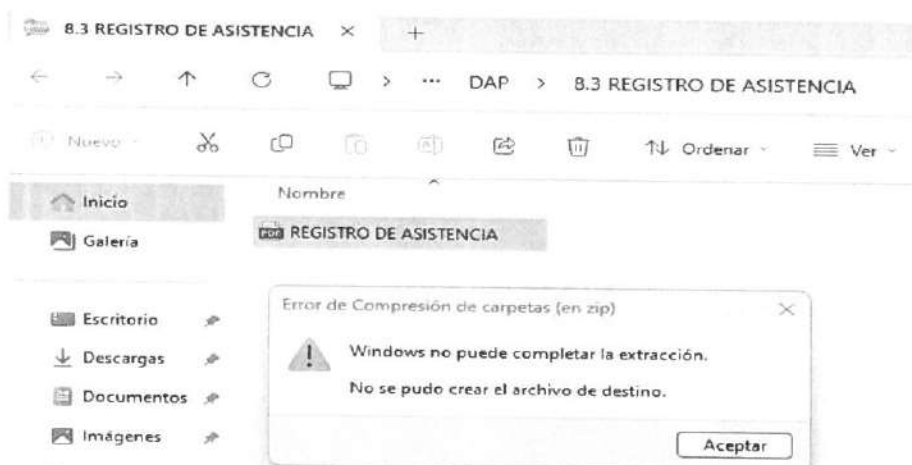 8.3 REGISTRO DE ASISTENCIA
DAP > 8.3 REGISTRO DE ASISTENCIA
Nuevo
Ordenar
Ver
Inicio
Nombre
Galería
PDF REGISTRO DE ASISTENCIA
Error de Compresión de carpetas (en zip)
Escritorio
Windows no puede completar la extracción.
Descargas
No se pudo crear el archivo de destino.
Documentos
Imágenes
Aceptar